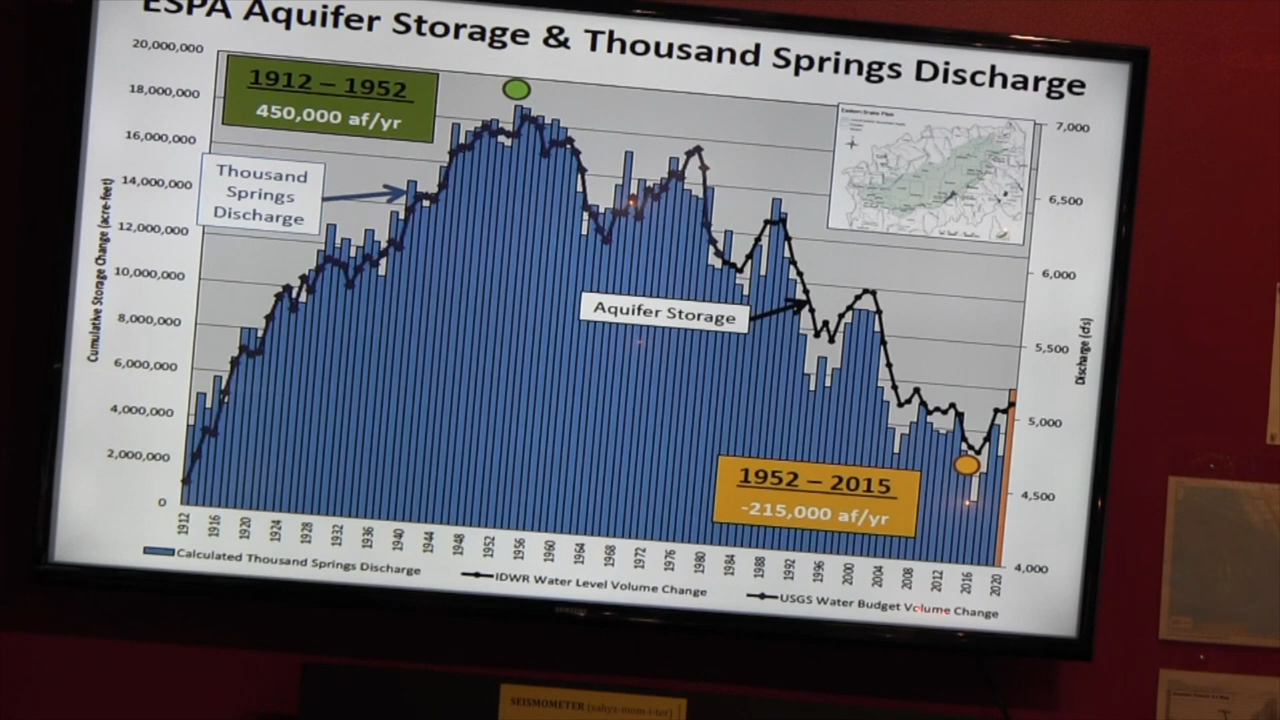 ESPA Aquifer Storage & Thousand Springs Discharge
20,000,000
18,000,000
16,000,000
14,000,000
12,000,000
10,000,000
8,000,000
6,000,000
4,000,000
2,000,000
0
Cumulative Storage Change (acre-feet)
1912 – 1952
450,000 af/yr
Thousand
Springs
Discharge
Aquifer Storage
1952 – 2015
-215,000 af/yr
7,000
6,500
6,000
5,500
5,000
4,500
4,000
Discharge (cfs)
1912 1916 1920 1924 1928 1932 1936 1940 1944 1948 1952 1956 1960 1964 1968 1972 1976 1980 1984 1988 1992 1996 2000 2004 2008 2012 2016 2020
Calculated Thousand Springs Discharge
IDWR Water Level Volume Change
USGS Water Budget Volume Change
SAMSUNG
SEISMOMETER (sahyz-mom-i-ter)